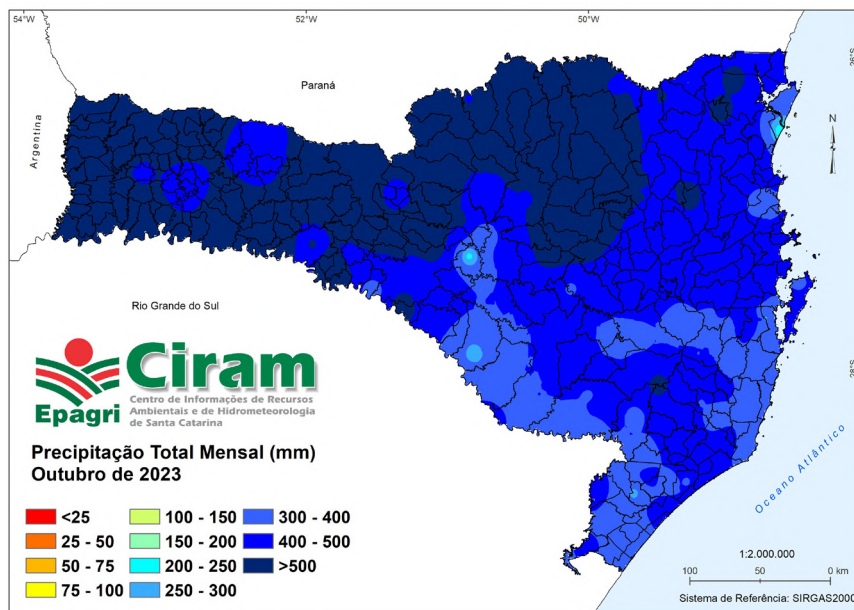 54°W
52°W
50°W
26°S
Paraná
Argentina
N
Rio Grande do Sul
28°S
Ciram
Epagri
Centro de Informações de Recursos
Ambientais e de Hidrometeorologia
de Santa Catarina
Oceano Atlântico
Precipitação Total Mensal (mm)
Outubro de 2023
<25
100 - 150
300 - 400
25 - 50
150 - 200
400 - 500
50 - 75
200 - 250
>500
75 - 100
250 - 300
1:2.000.000
100 50 0 km
Sistema de Referência: SIRGAS2000